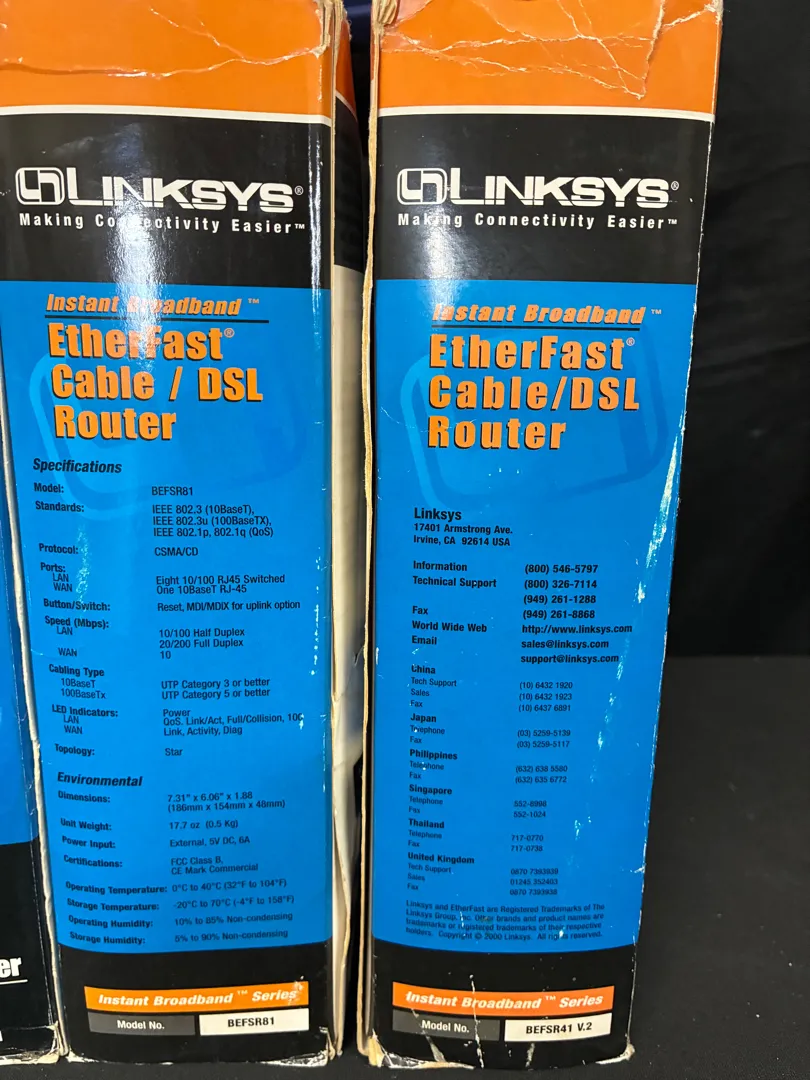 LINKSYS®
Making Connectivity Easier™
Instant Broadband™
EtherFast®
Cable / DSL
Router
Specifications
Model: BEFSR81
Standards: IEEE 802.3 (10BaseT),
IEEE 802.3u (100BaseTX),
IEEE 802.1p, 802.1q (QoS)
Protocol: CSMA/CD
Ports:
LAN Eight 10/100 RJ45 Switched
WAN One 10BaseT RJ-45
Button/Switch: Reset, MDI/MDIX for uplink option
Speed (Mbps):
LAN 10/100 Half Duplex
20/200 Full Duplex
WAN 10
Cabling Type
10BaseT UTP Category 3 or better
100BaseTx UTP Category 5 or better
LED Indicators: Power
LAN QoS, Link/Act, Full/Collision, 100
WAN Link, Activity, Diag
Topology: Star
Environmental
Dimensions: 7.31" x 6.06" x 1.88
(186mm x 154mm x 48mm)
Unit Weight: 17.7 oz (0.5 Kg)
Power Input: External, 5V DC, 6A
Certifications: FCC Class B,
CE Mark Commercial
Operating Temperature: 0°C to 40°C (32°F to 104°F)
Storage Temperature: -20°C to 70°C (-4°F to 158°F)
Operating Humidity: 10% to 85% Non-condensing
Storage Humidity: 5% to 90% Non-condensing
Instant Broadband™ Series
Model No. BEFSR81
er
LINKSYS®
Making Connectivity Easier™
Instant Broadband™
EtherFast®
Cable/DSL
Router
Linksys
17401 Armstrong Ave.
Irvine, CA 92614 USA
Information (800) 546-5797
Technical Support (800) 326-7114
(949) 261-1288
Fax (949) 261-8868
World Wide Web http://www.linksys.com
Email sales@linksys.com
support@linksys.com
China
Tech Support (10) 6432 1920
Sales (10) 6432 1923
Fax (10) 6437 6891
Japan
Telephone (03) 5259-5139
Fax (03) 5259-5117
Philippines
Telephone (632) 638 5580
Fax (632) 635 6772
Singapore
Telephone 552-8998
Fax 552-1024
Thailand
Telephone 717-0770
Fax 717-0738
United Kingdom
Tech Support 0870 7393938
Sales 01245 352403
Fax 0870 7393938
Linksys and EtherFast are Registered Trademarks of The
Linksys Group, Inc. Other brands and product names are
trademarks or registered trademarks of their respective
holders. Copyright © 2000 Linksys. All rights reserved.
Instant Broadband™ Series
Model No. BEFSR41 V.2